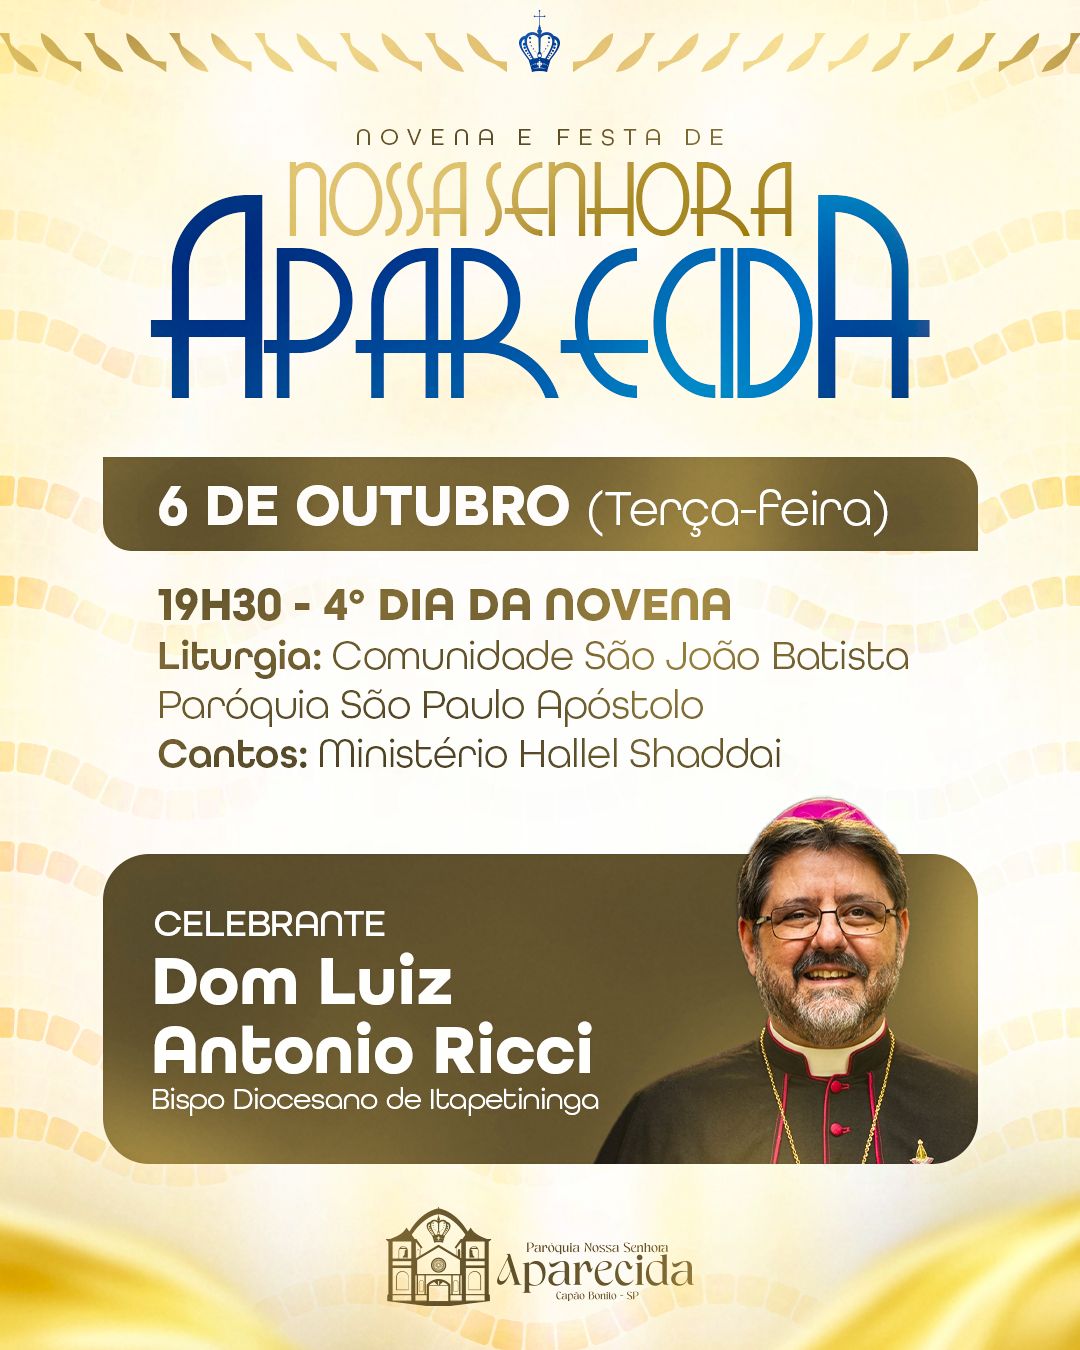 NOVENA E FESTA DE
NOSSA SENHORA
APARECIDA
6 DE OUTUBRO (Terça-feira)
19H30 - 4º DIA DA NOVENA
Liturgia: Comunidade São João Batista
Paróquia São Paulo Apóstolo
Cantos: Ministério Hallel Shaddai
CELEBRANTE
Dom Luiz
Antonio Ricci
Bispo Diocesano de Itapetininga
Paróquia Nossa Senhora
Aparecida
Capão Bonito - SP